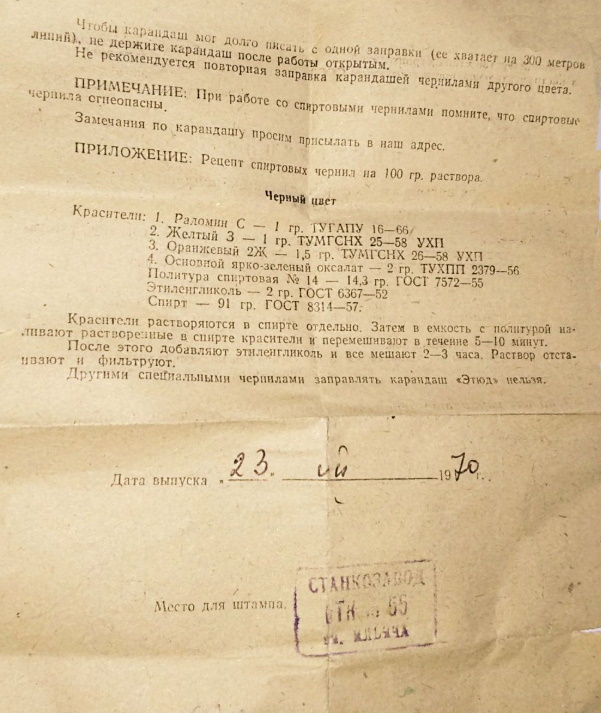 Чтобы карандаш мог долго писать с одной заправки (ее хватает на 300 метров
линий), не держите карандаш после работы открытым.
Не рекомендуется повторная заправка карандашей чернилами другого цвета.
ПРИМЕЧАНИЕ: При работе со спиртовыми чернилами помните, что спиртовые
чернила огнеопасны.
Замечания по карандашу просим присылать в наш адрес.
ПРИЛОЖЕНИЕ: Рецепт спиртовых чернил на 100 гр. раствора.
Черный цвет
Красители: 1. Раломин С — 1 гр. ТУГАПУ 16—66
2. Желтый З — 1 гр. ТУМГСНХ 25—58 УХП
3. Оранжевый 2Ж — 1,5 гр. ТУМГСНХ 26—58 УХП
4. Основной ярко-зеленый оксалат — 2 гр. ТУХПП 2379—56
Политура спиртовая № 14 — 14,3 гр. ГОСТ 7572—55
Этиленгликоль — 2 гр. ГОСТ 6367—52
Спирт — 91 гр. ГОСТ 8314—57.
Красители растворяются в спирте отдельно. Затем в емкость с политурой на-
ливают растворенные в спирте красители и перемешивают в течение 5—10 минут.
После этого добавляют этиленгликоль и все мешают 2—3 часа. Раствор отста-
ивают и фильтруют.
Другими специальными чернилами заправлять карандаш «Этюд» нельзя.
Дата выпуска „23" 1970 г.
Место для штампа.
СТАНКОЗАВОД
ОТК 55
ИЛЬИЧА